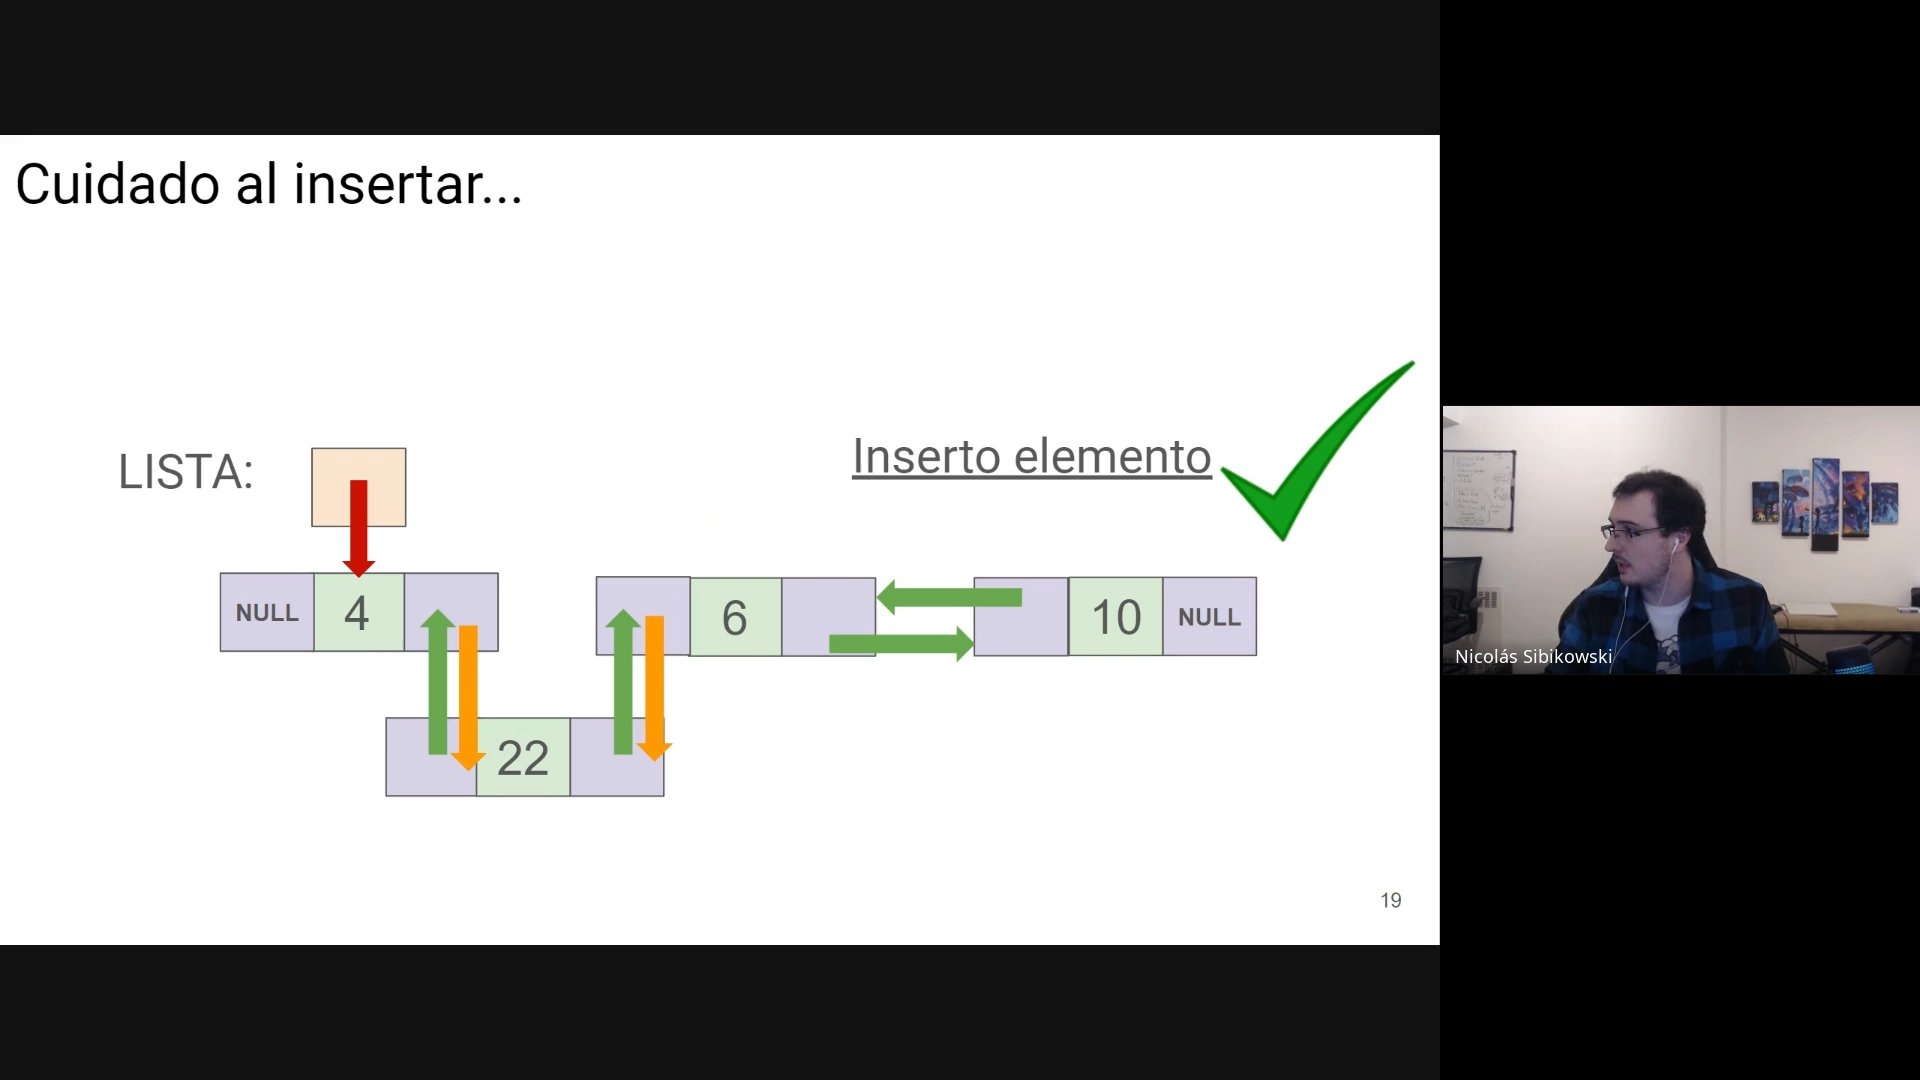 Cuidado al insertar...
LISTA:
Inserto elemento
NULL 4
6
10 NULL
22
19
Nicolás Sibikowski